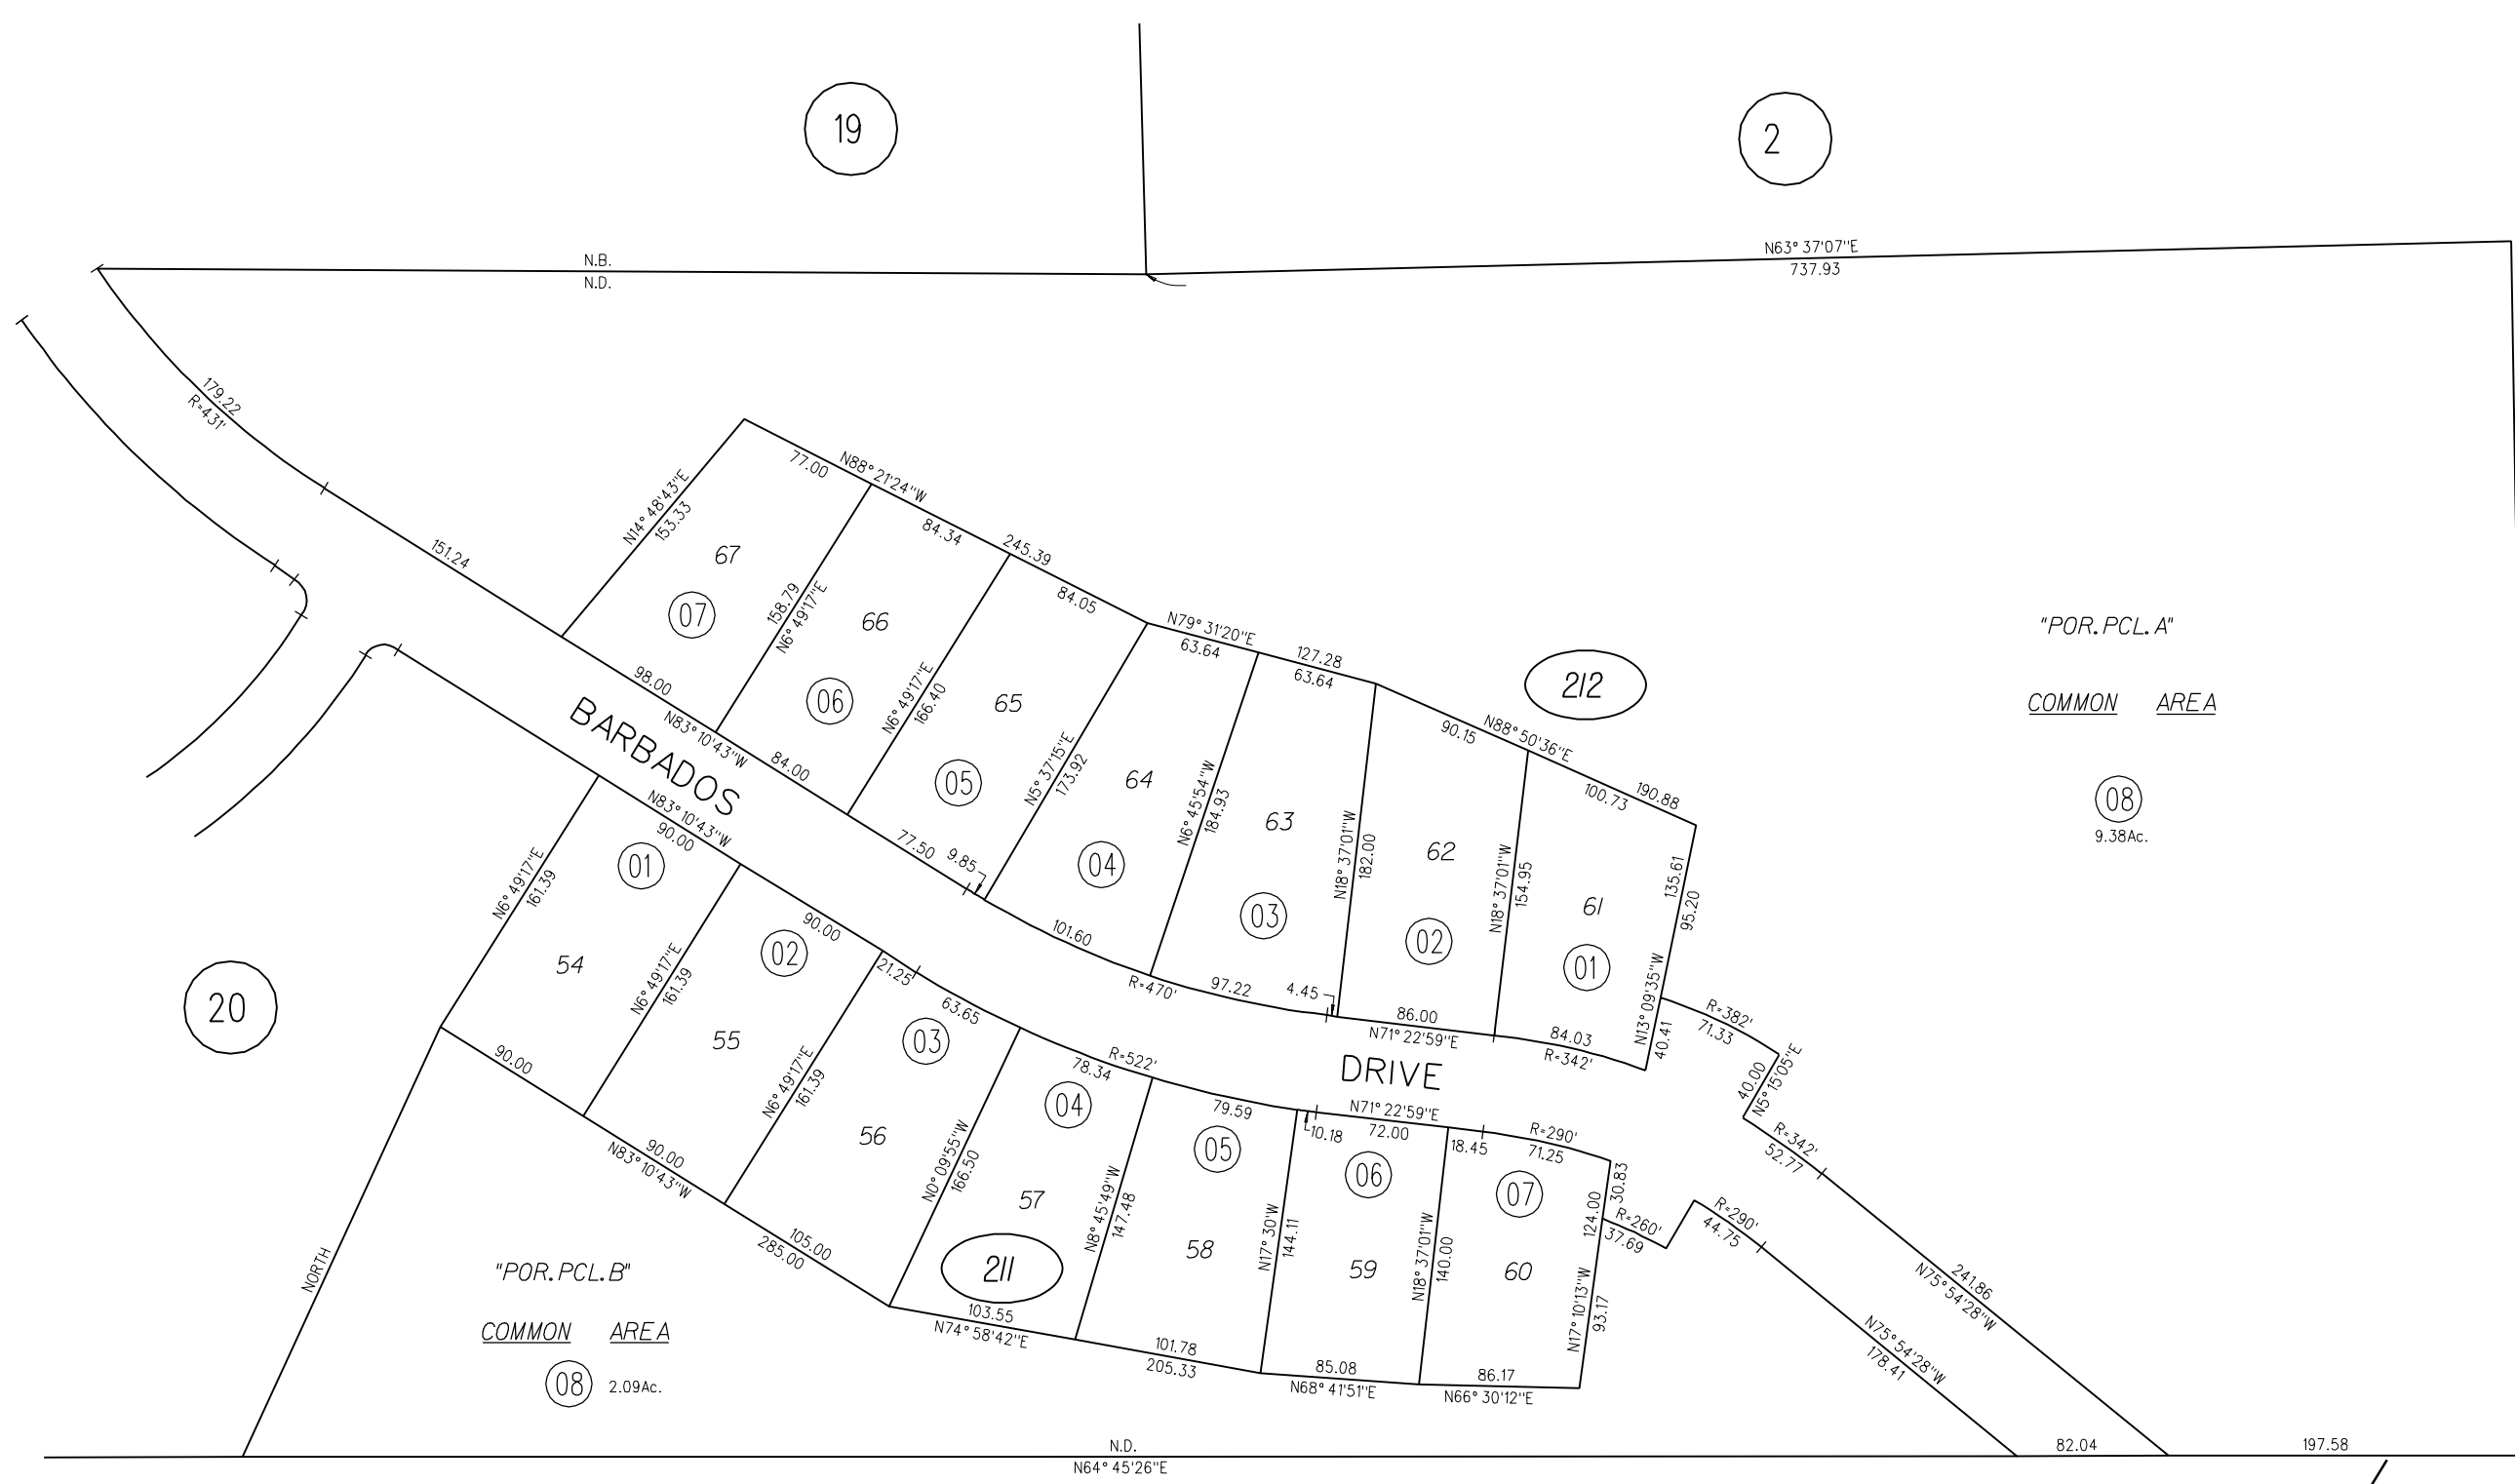 19
2
N.B.
N.D.
N63° 37'07"E
737.93
179.22
R=431'
151.24
N14° 48'43"E
153.33
77.00
N88° 21'24"W
84.34
245.39
84.05
67
07
158.79
N6° 49'17"E
66
06
98.00
N83° 10'43"W
84.00
N6° 49'17"E
166.40
65
05
77.50
9.85
N5° 37'15"E
173.92
N79° 31'20"E
63.64
127.28
63.64
64
04
101.60
N6° 45'54"W
184.93
63
03
R=470'
97.22
4.45
N18° 37'01"W
182.00
212
90.15
N88° 50'36"E
100.73
190.88
62
02
86.00
N71° 22'59"E
N18° 37'01"W
154.95
61
01
84.03
R=342'
135.61
95.20
N13° 09'35"W
40.41
R=382'
71.33
40.00
N5° 15'05"E
R=342'
52.77
"POR. PCL. A"
COMMON AREA
08
9.38Ac.
BARBADOS
DRIVE
N83° 10'43"W
90.00
N6° 49'17"E
161.39
01
54
90.00
90.00
02
55
N6° 49'17"E
161.39
21.25
63.65
03
56
N6° 49'17"E
161.39
90.00
N83° 10'43"W
105.00
285.00
N0° 09'55"W
166.50
R=522'
78.34
04
57
211
103.55
N74° 58'42"E
N8° 45'49"W
147.48
79.59
05
58
101.78
205.33
N17° 30'W
144.11
10.18
N71° 22'59"E
72.00
06
59
85.08
N68° 41'51"E
N18° 37'01"W
140.00
18.45
R=290'
71.25
07
60
86.17
N66° 30'12"E
30.83
124.00
N17° 10'13"W
93.17
R=260'
37.69
R=290'
44.75
241.86
N75° 54'28"W
N75° 54'28"W
178.41
20
NORTH
"POR. PCL. B"
COMMON AREA
08
2.09Ac.
N.D.
N64° 45'26"E
82.04
197.58